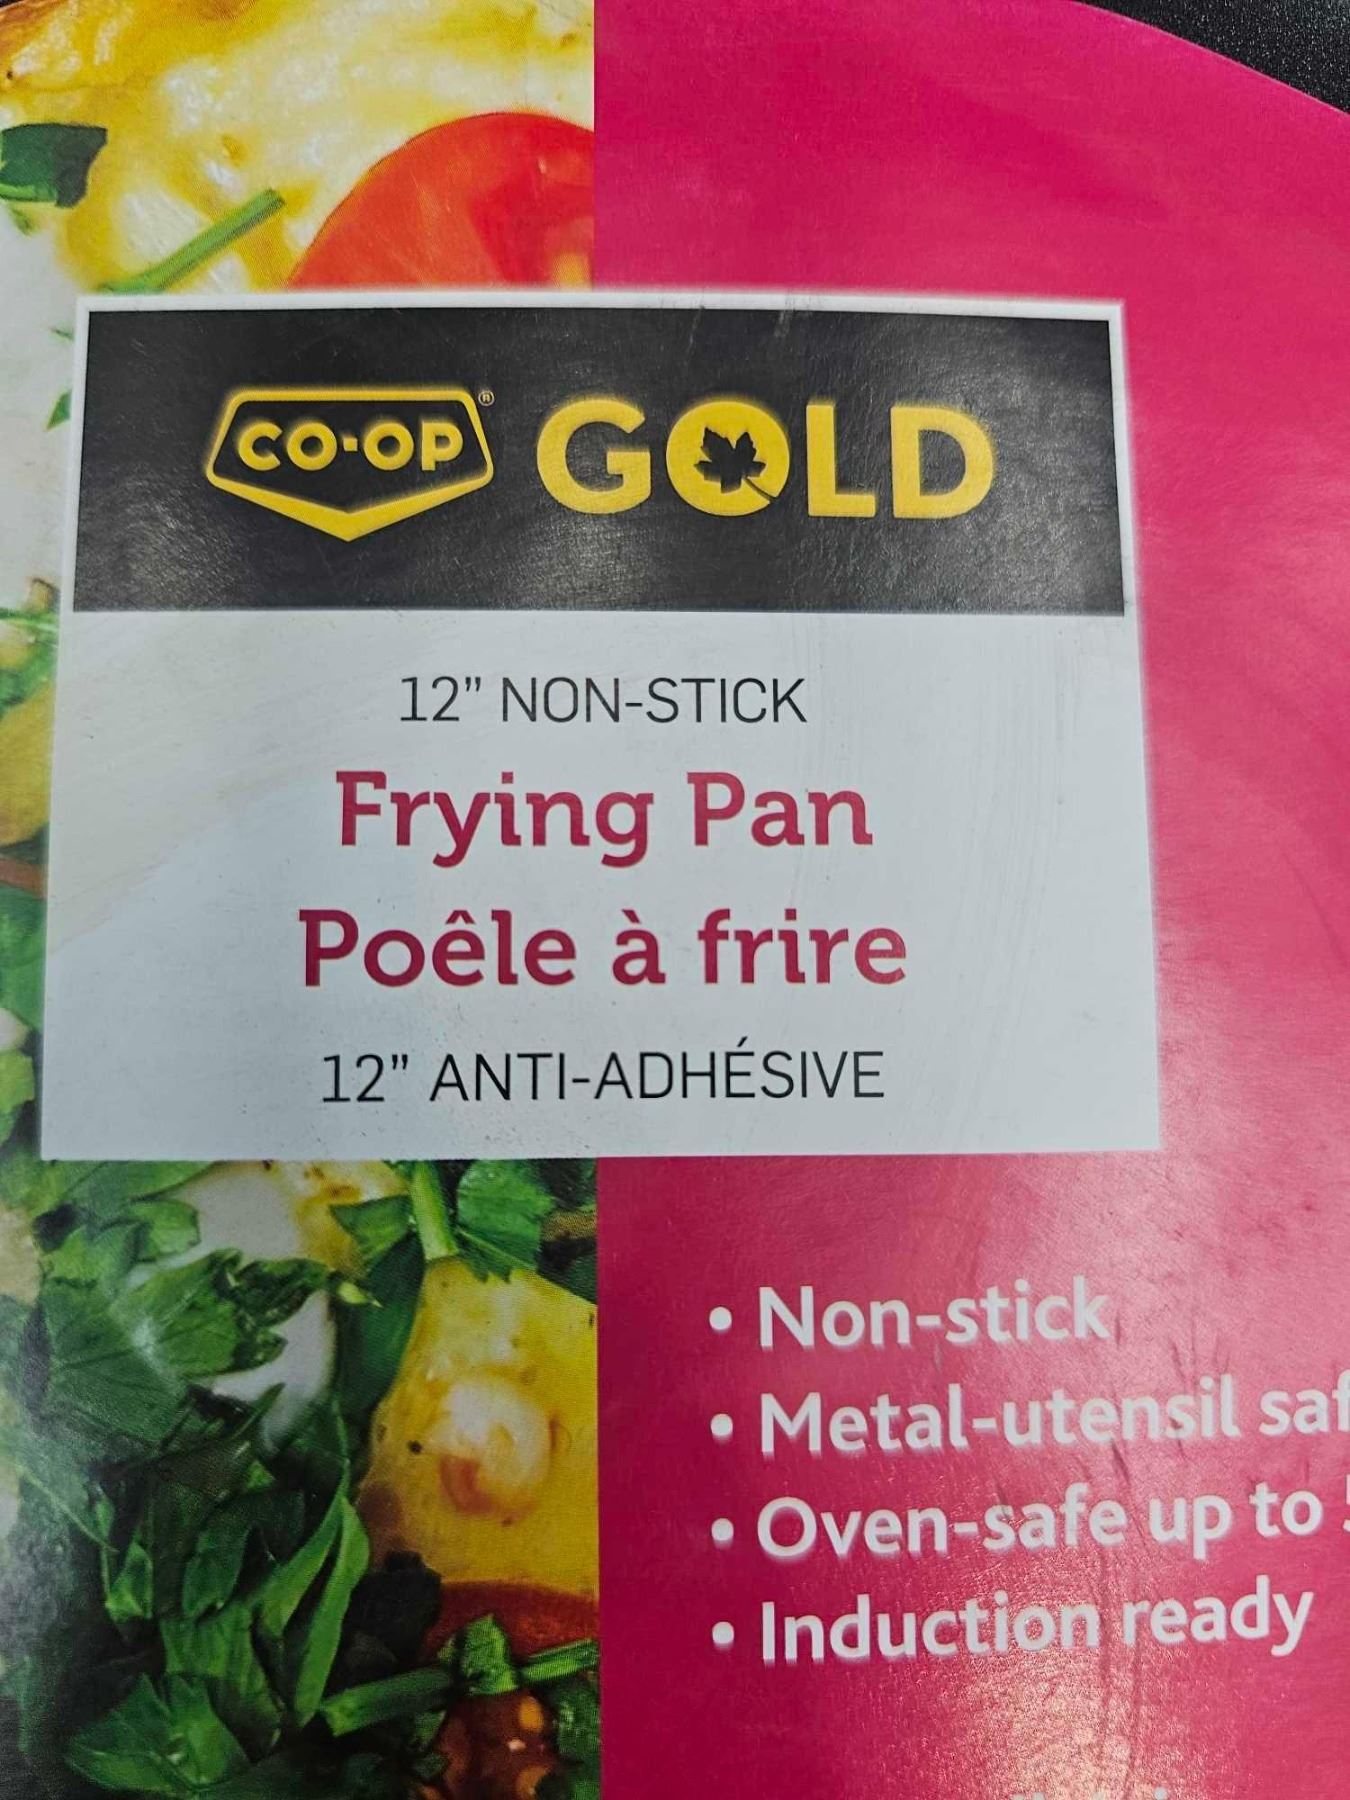 CO-OP® GOLD
12” NON-STICK
Frying Pan
Poêle à frire
12” ANTI-ADHÉSIVE
• Non-stick
• Metal-utensil saf
• Oven-safe up to
• Induction ready